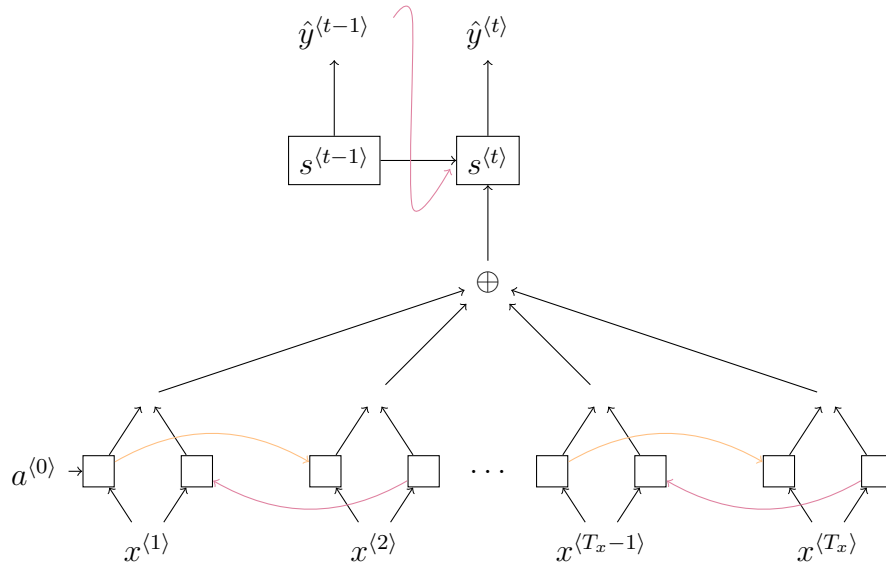 ŷ⟨t−1⟩ ŷ⟨t⟩
s⟨t−1⟩ s⟨t⟩
⊕
a⟨0⟩ ⋯
x⟨1⟩ x⟨2⟩ x⟨Tₓ−1⟩ x⟨Tₓ⟩